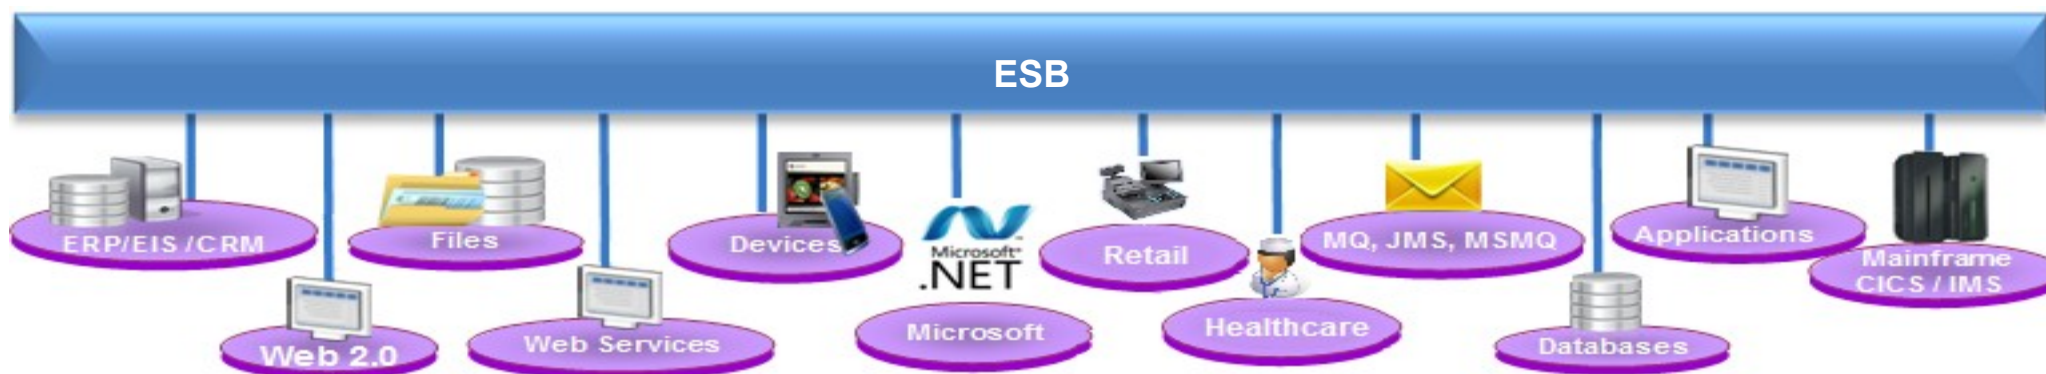 ESB
ERP/EIS /CRM
Web 2.0
Files
Web Services
Devices
Microsoft
.NET
Microsoft
Retail
Healthcare
MQ, JMS, MSMQ
Databases
Applications
Mainframe
CICS / IMS